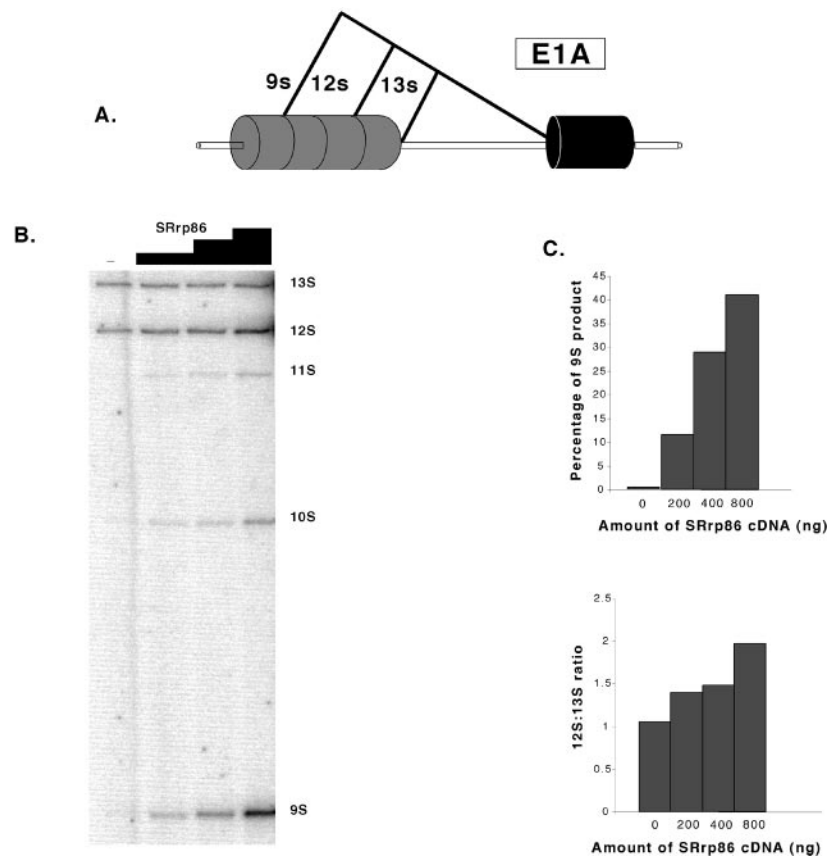 E1A
9s 12s 13s
A.
B.
SRrp86
–
13S
12S
11S
10S
9S
C.
Percentage of 9S product
45
40
35
30
25
20
15
10
5
0
0 200 400 800
Amount of SRrp86 cDNA (ng)
12S:13S ratio
2.5
2
1.5
1
0.5
0
0 200 400 800
Amount of SRrp86 cDNA (ng)